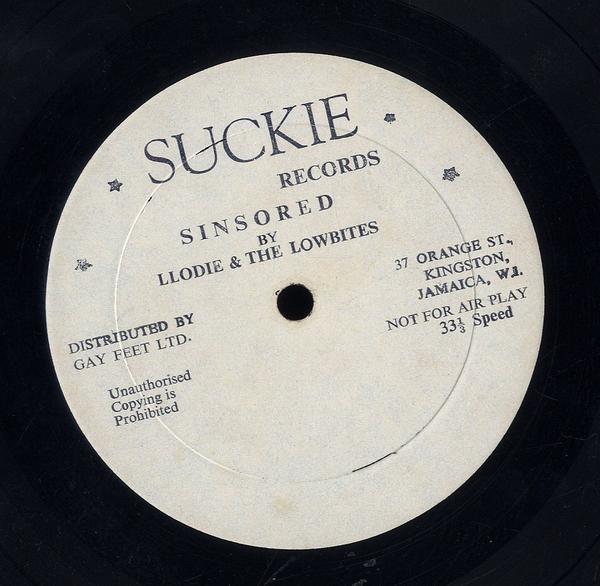 SUCKIE
RECORDS
SINSORED
BY
LLODIE & THE LOWBITES
37 ORANGE ST.,
KINGSTON,
JAMAICA, W.I.
NOT FOR AIR PLAY
33⅓ Speed
DISTRIBUTED BY
GAY FEET LTD.
Unauthorised
Copying is
Prohibited